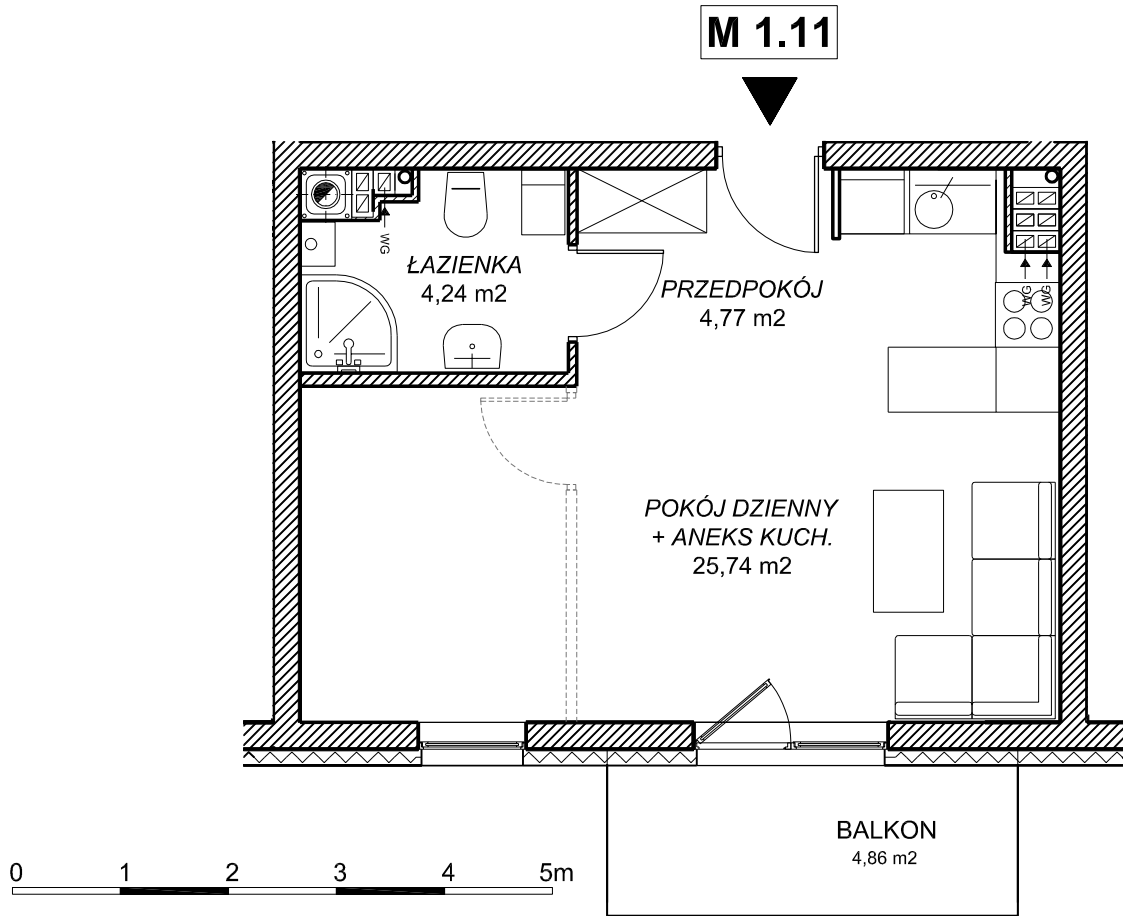 M 1.11
WG
ŁAZIENKA
4,24 m2
PRZEDPOKÓJ
4,77 m2
WG
WG
POKÓJ DZIENNY
+ ANEKS KUCH.
25,74 m2
BALKON
4,86 m2
0 1 2 3 4 5m